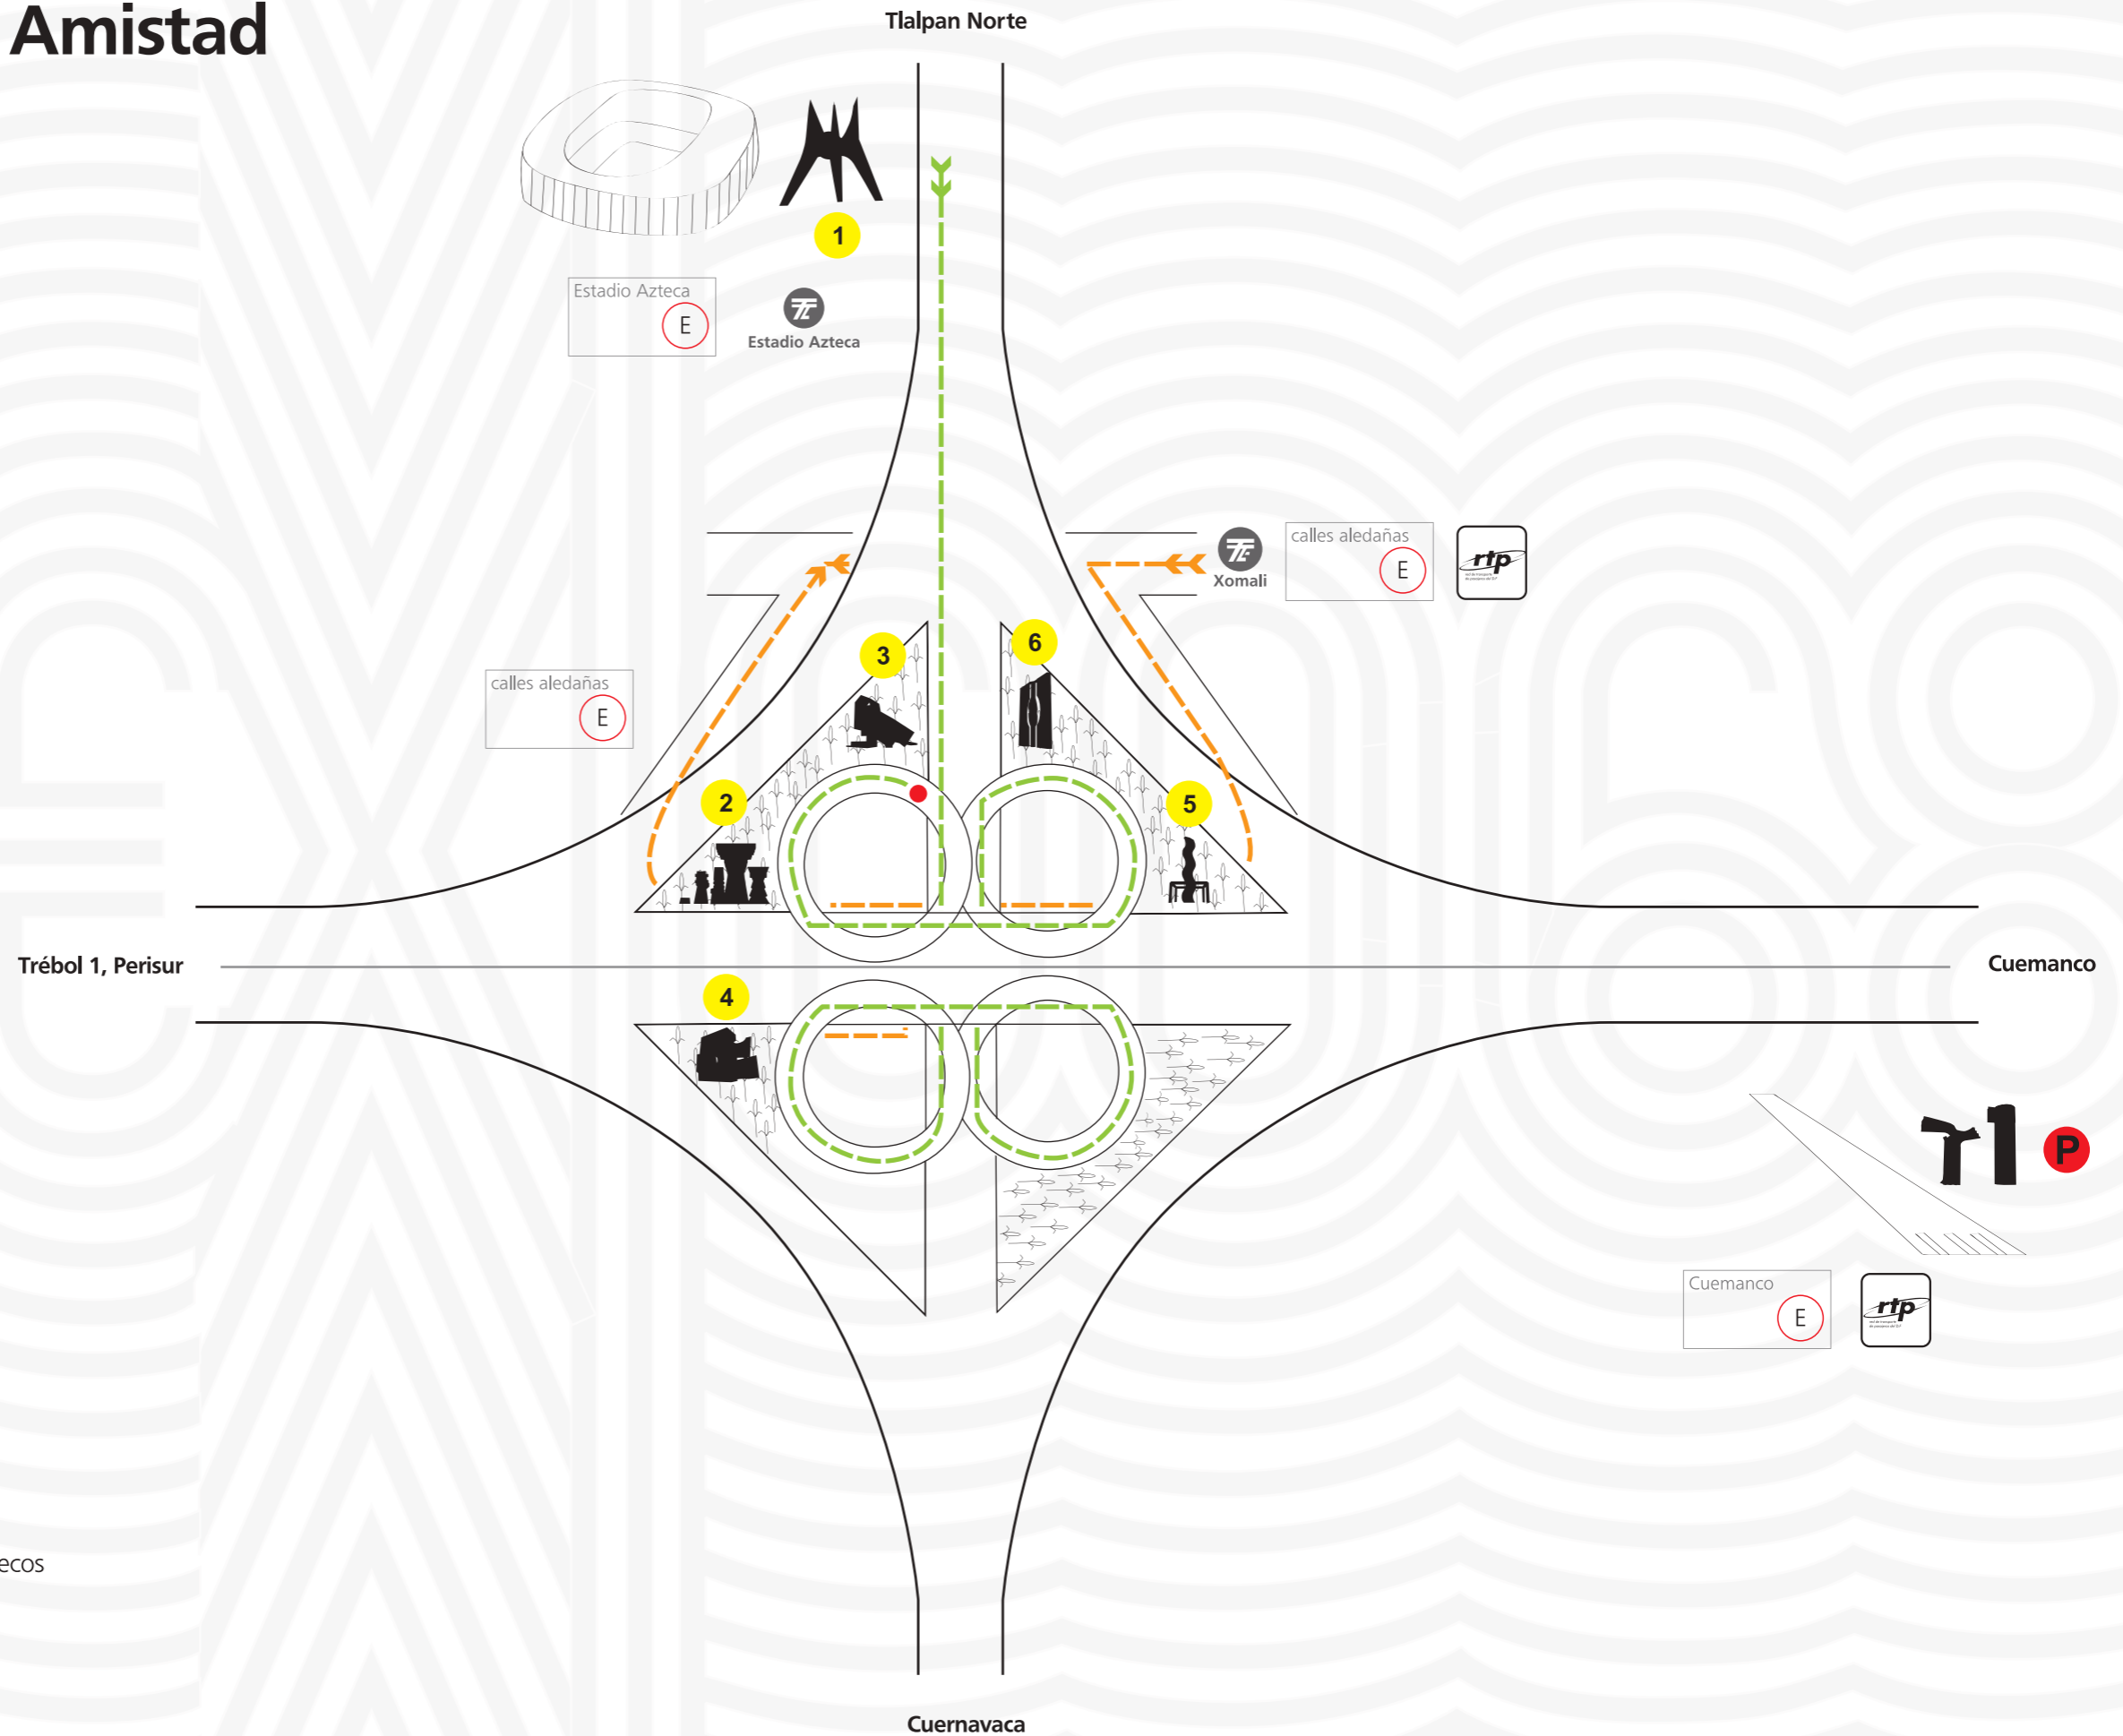 Amistad
Tlalpan Norte
1
Estadio Azteca
E
Estadio Azteca
calles aledañas
E
rtp
Xomali
3
6
calles aledañas
E
2
5
Trébol 1, Perisur
Cuemanco
4
P
Cuemanco
E
rtp
ecos
Cuernavaca